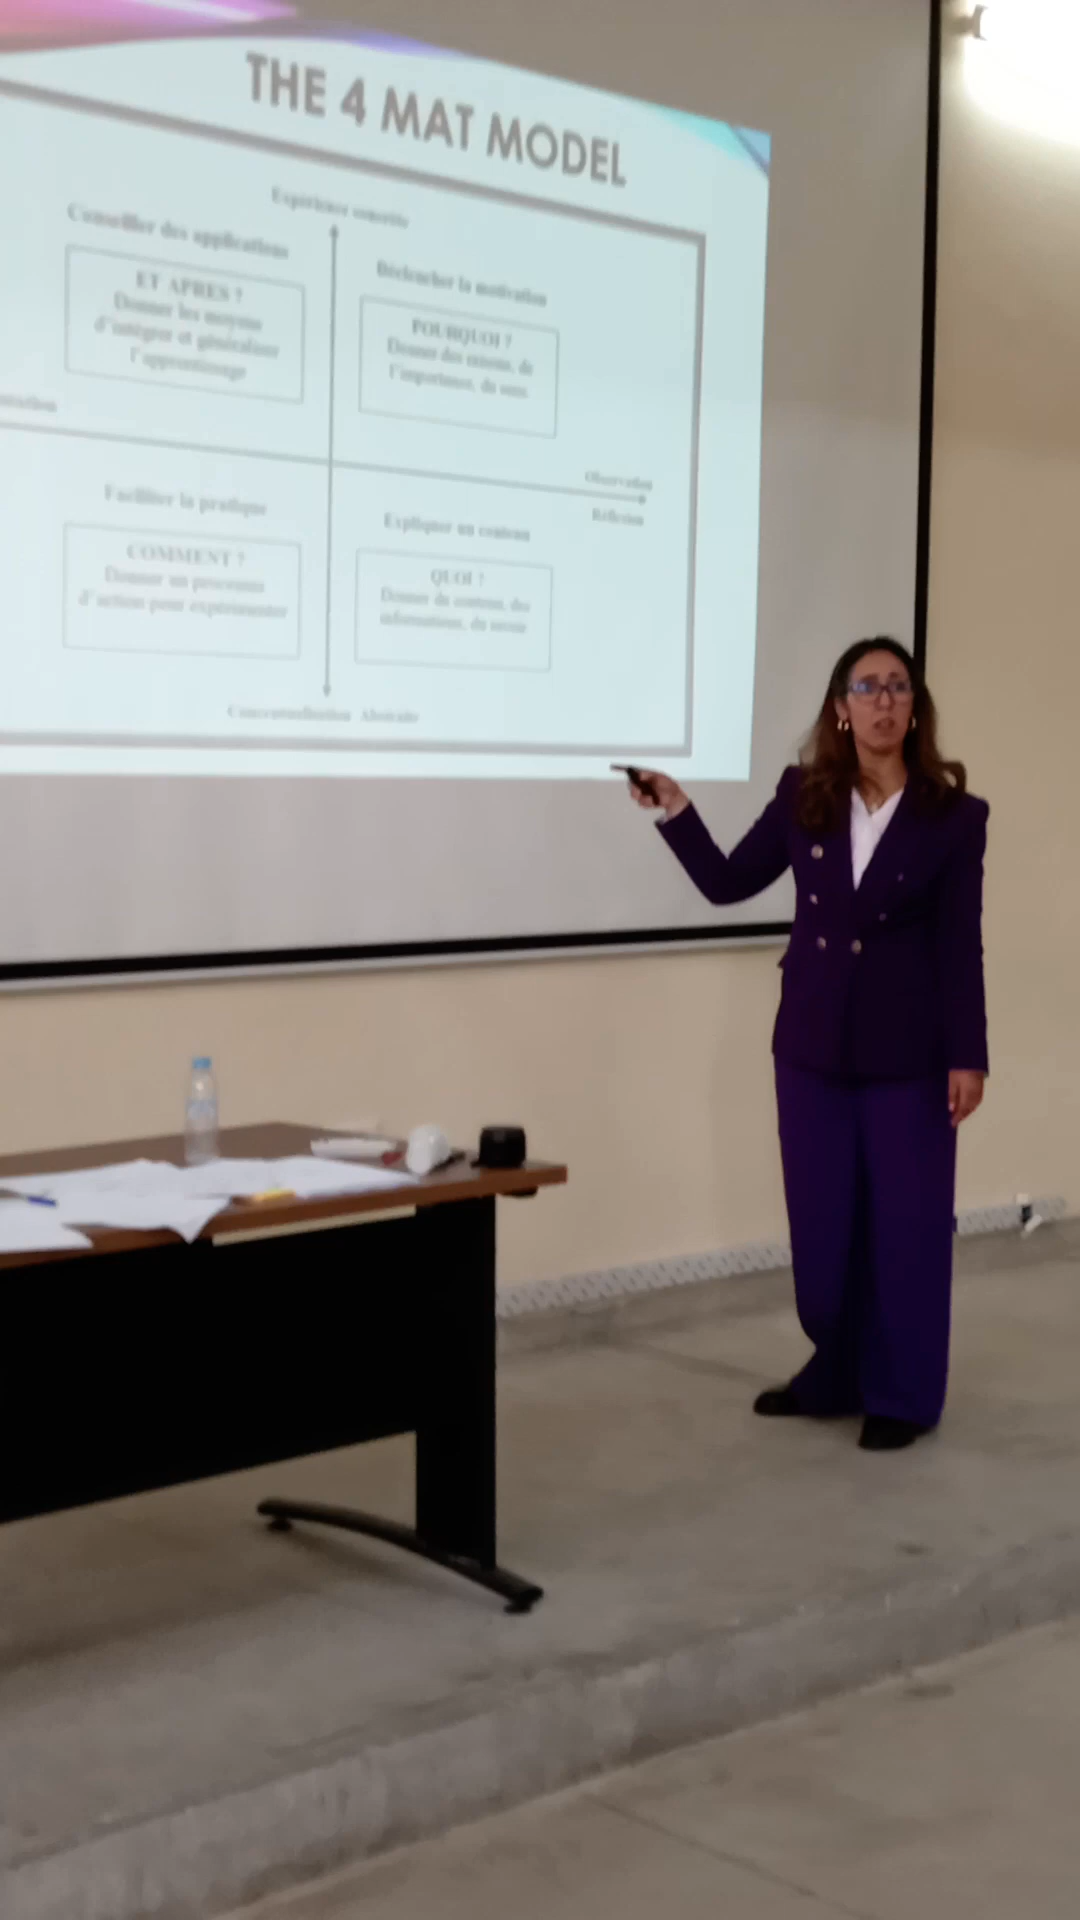 THE 4 MAT MODEL
Expérience concrète
Conseiller des applications
Déclencher la motivation
ET APRES ?
Donner les moyens
d'intégrer et généraliser
l'apprentissage
POURQUOI ?
Donner des raisons, de
l'importance, du sens
Observation
Réflexion
Faciliter la pratique
Expliquer un contenu
COMMENT ?
Donner un processus
d'action pour expérimenter
QUOI ?
Donner du contenu, des
informations, du savoir
Conceptualisation Abstraite